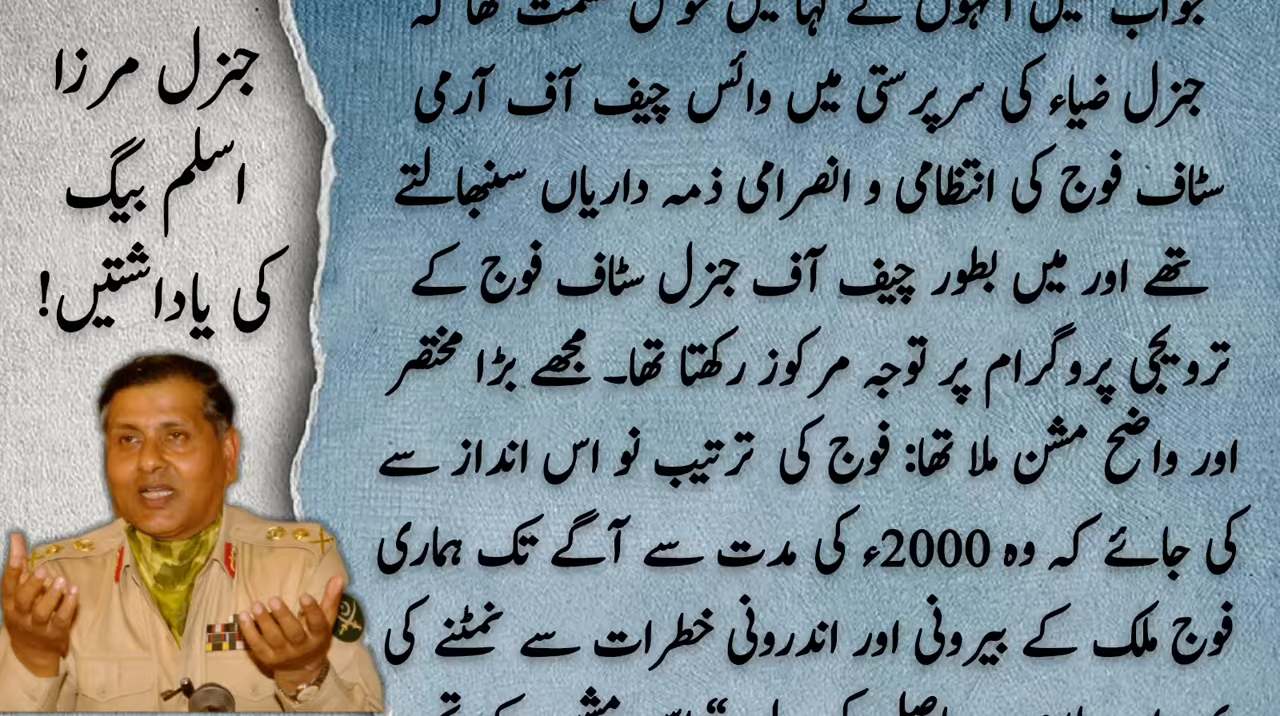 جنرل مرزا
اسلم بیگ
کی یاداشتیں!
جنرل ضیاء کی سرپرستی میں وائس چیف آف آرمی
سٹاف فوج کی انتظامی و انصرامی ذمہ داریاں سنبھالتے
تھے اور میں بطور چیف آف جنرل سٹاف فوج کے
ترویجی پروگرام پر توجہ مرکوز رکھتا تھا۔ مجھے بڑا مختصر
اور واضح مشن ملا تھا: فوج کی ترتیب نو اس انداز سے
کی جائے کہ وہ 2000ء کی مدت سے آگے تک ہماری
فوج ملک کے بیرونی اور اندرونی خطرات سے نمٹنے کی